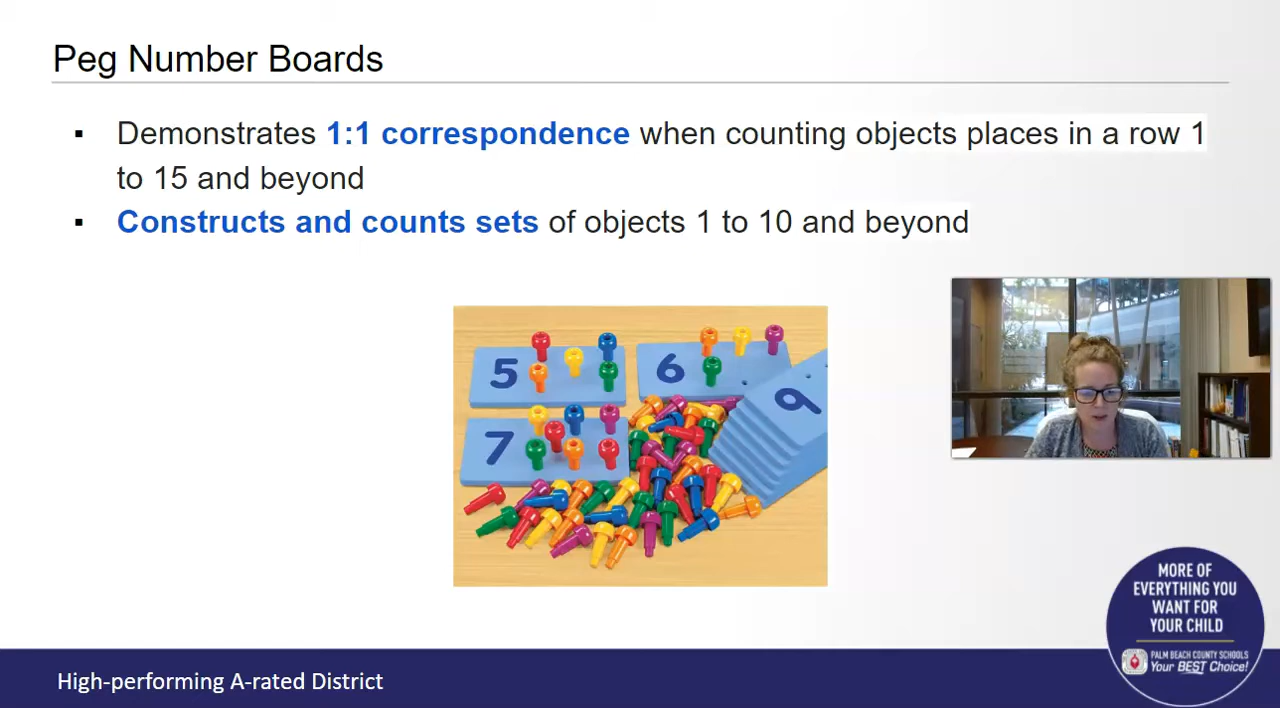 Peg Number Boards
▪ Demonstrates 1:1 correspondence when counting objects places in a row 1
to 15 and beyond
▪ Constructs and counts sets of objects 1 to 10 and beyond
5
6
9
7
MORE OF
EVERYTHING YOU
WANT FOR
YOUR CHILD
PALM BEACH COUNTY SCHOOLS
Your BEST Choice!
High-performing A-rated District